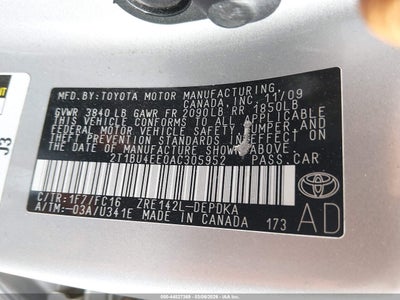 MFD.BY:TOYOTA MOTOR MANUFACTURING,
CANADA, INC. 11/09
GVWR 3840 LB GAWR FR 2090LB RR 1850LB
THIS VEHICLE CONFORMS TO ALL APPLICABLE
FEDERAL MOTOR VEHICLE SAFETY, BUMPER, AND
THEFT PREVENTION STANDARDS IN EFFECT ON
THE DATE OF MANUFACTURE SHOWN ABOVE.
2T1BU4EE0AC305952 PASS.CAR
C/TR:1F7/FC16 ZRE142L-DEPDKA
A/TM:-03A/U341E MADE IN CANADA 173
TOYOTA
AD
J3